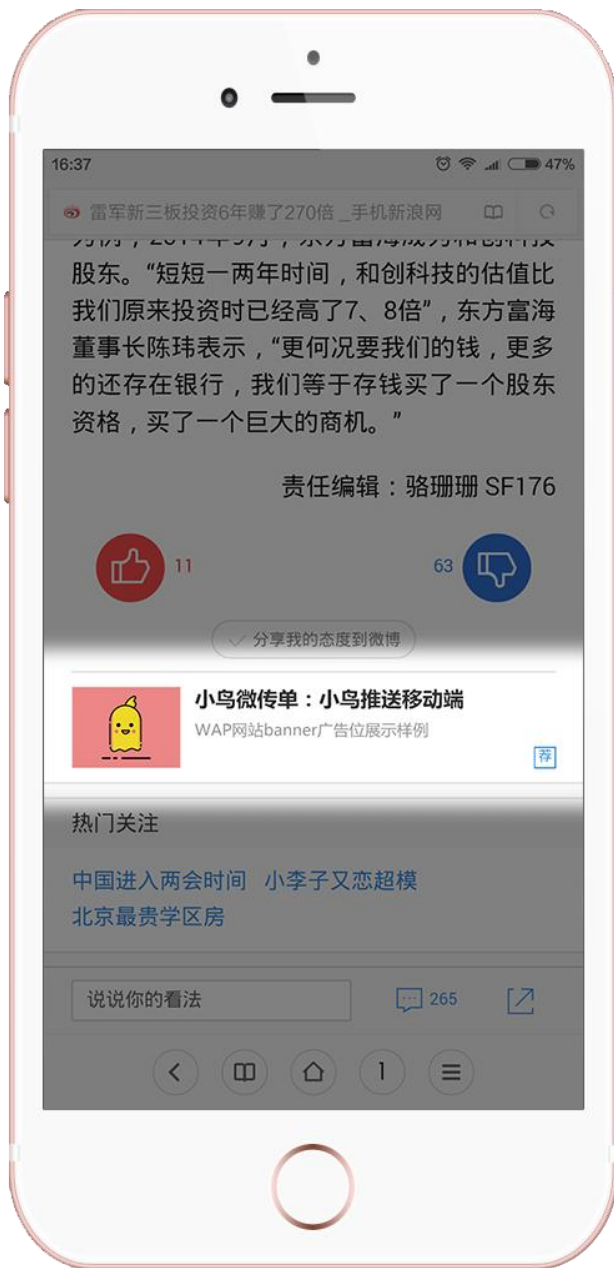 16:37 47%
雷军新三板投资6年赚了270倍 _手机新浪网
股东。“短短一两年时间，和创科技的估值比
我们原来投资时已经高了7、8倍”，东方富海
董事长陈玮表示，“更何况要我们的钱，更多
的还存在银行，我们等于存钱买了一个股东
资格，买了一个巨大的商机。”
责任编辑：骆珊珊 SF176
11 63
分享我的态度到微博
小鸟微传单：小鸟推送移动端
WAP网站banner广告位展示样例
荐
热门关注
中国进入两会时间 小李子又恋超模
北京最贵学区房
说说你的看法 265
1